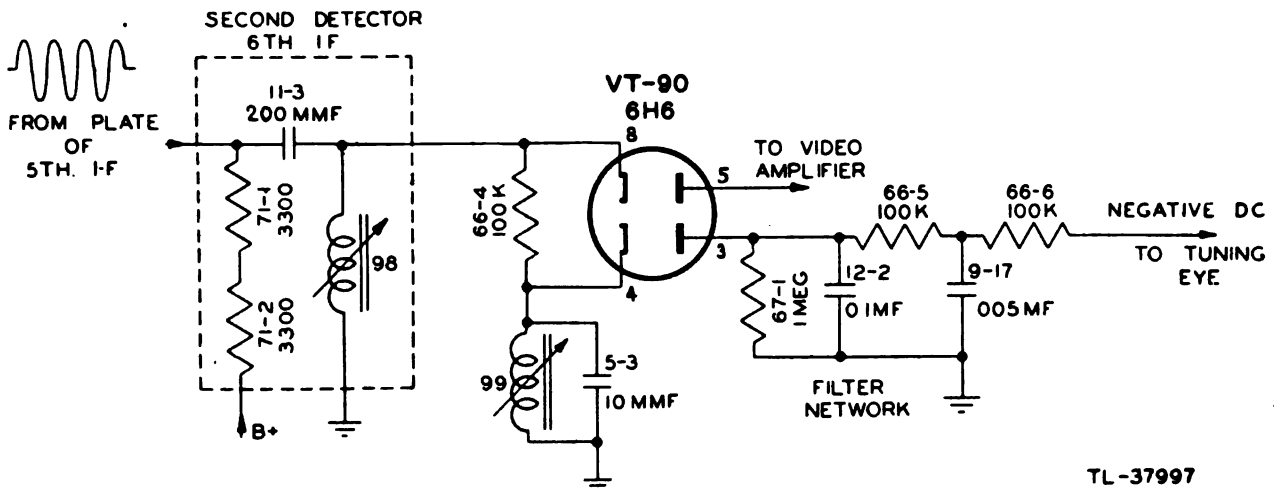 SECOND DETECTOR
6TH IF
FROM PLATE
OF
5TH. I-F
11-3
200 MMF
71-1
3300
71-2
3300
98
B+
66-4
100K
99
5-3
10 MMF
VT-90
6H6
8
5
3
4
TO VIDEO
AMPLIFIER
66-5
100K
66-6
100K
NEGATIVE DC
TO TUNING
EYE
67-1
1 MEG
12-2
0.1MF
9-17
.005 MF
FILTER
NETWORK
TL-37997